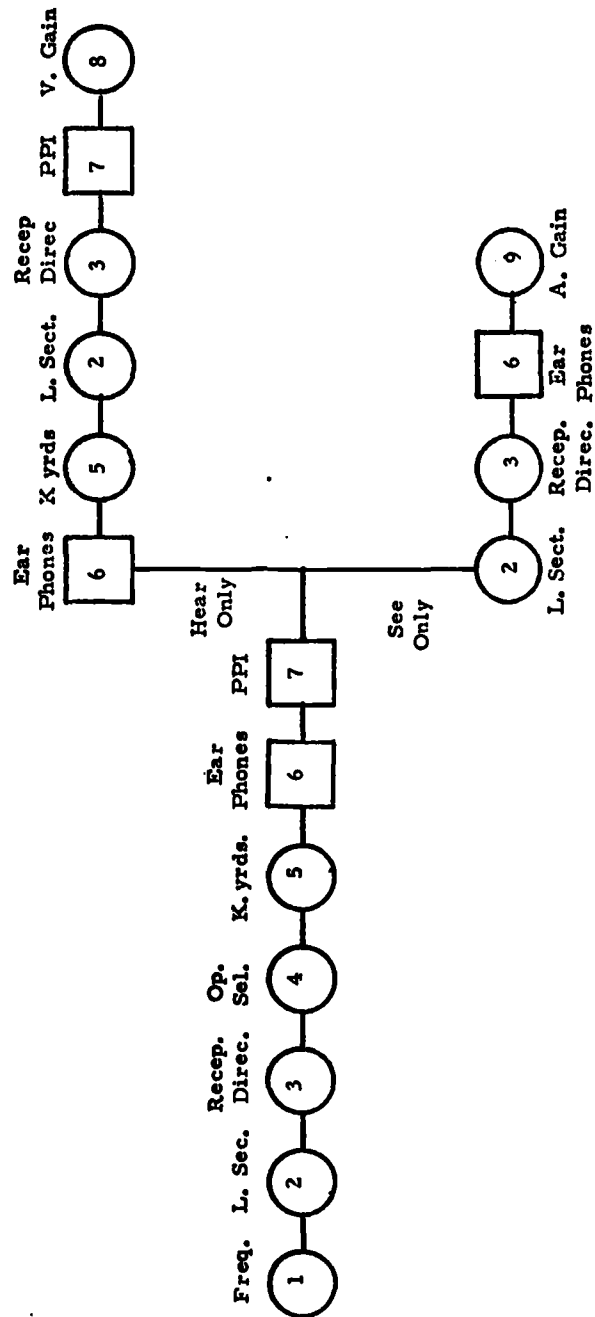 Freq.
1
L. Sec.
2
Recep.
Direc.
3
Op.
Sel.
4
K.yrds.
5
Ear
Phones
6
PPI
7
Hear
Only
Ear
Phones
6
K yrds
5
L. Sect.
2
Recep
Direc
3
PPI
7
V. Gain
8
See
Only
2
L. Sect.
3
Recep.
Direc.
6
Ear
Phones
9
A. Gain